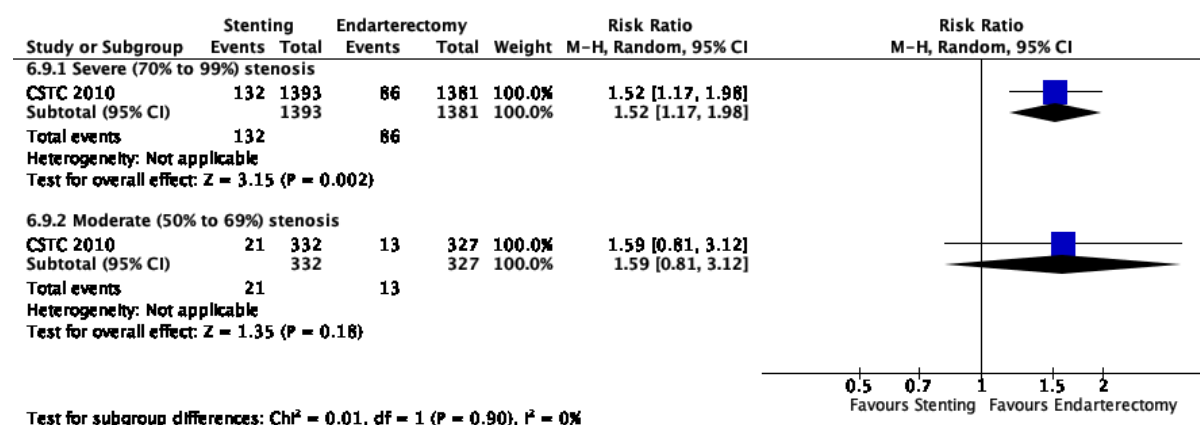 Stenting Endarterectomy Risk Ratio Risk Ratio
Study or Subgroup Events Total Events Total Weight M-H, Random, 95% CI M-H, Random, 95% CI
6.9.1 Severe (70% to 99%) stenosis
CSTC 2010 132 1393 86 1381 100.0% 1.52 [1.17, 1.98]
Subtotal (95% CI) 1393 1381 100.0% 1.52 [1.17, 1.98]
Total events 132 86
Heterogeneity: Not applicable
Test for overall effect: Z = 3.15 (P = 0.002)
6.9.2 Moderate (50% to 69%) stenosis
CSTC 2010 21 332 13 327 100.0% 1.59 [0.81, 3.12]
Subtotal (95% CI) 332 327 100.0% 1.59 [0.81, 3.12]
Total events 21 13
Heterogeneity: Not applicable
Test for overall effect: Z = 1.35 (P = 0.18)
0.5 0.7 1 1.5 2
Favours Stenting Favours Endarterectomy
Test for subgroup differences: Chi² = 0.01, df = 1 (P = 0.90), I² = 0%